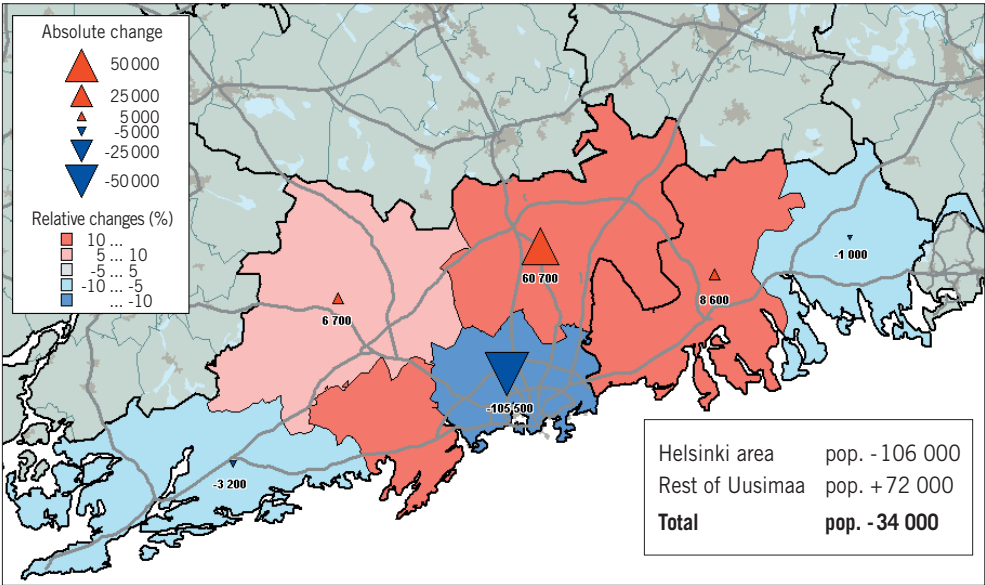 Absolute change
50 000
25 000
5 000
-5 000
-25 000
-50 000
Relative changes (%)
10 ...
5 ... 10
-5 ... 5
-10 ... -5
... -10
-1 000
60 700
8 600
6 700
-105 500
-3 200
Helsinki area pop. -106 000
Rest of Uusimaa pop. +72 000
Total pop. -34 000